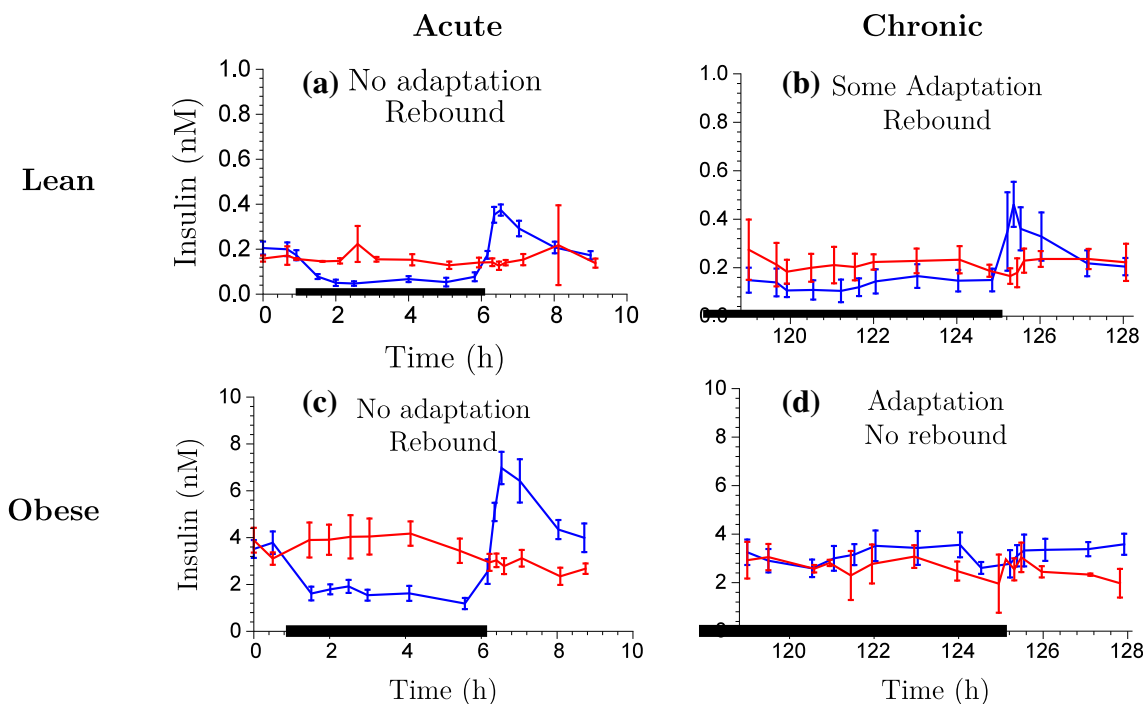 Acute
Chronic
Lean
Obese
(a) No adaptation
Rebound
1.0
0.8
0.6
0.4
0.2
0.0
Insulin (nM)
0 2 4 6 8 10
Time (h)
(b) Some Adaptation
Rebound
1.0
0.8
0.6
0.4
0.2
0.0
120 122 124 126 128
(c) No adaptation
Rebound
10
8
6
4
2
0
Insulin (nM)
0 2 4 6 8 10
Time (h)
(d) Adaptation
No rebound
10
8
6
4
2
0
120 122 124 126 128
Time (h)